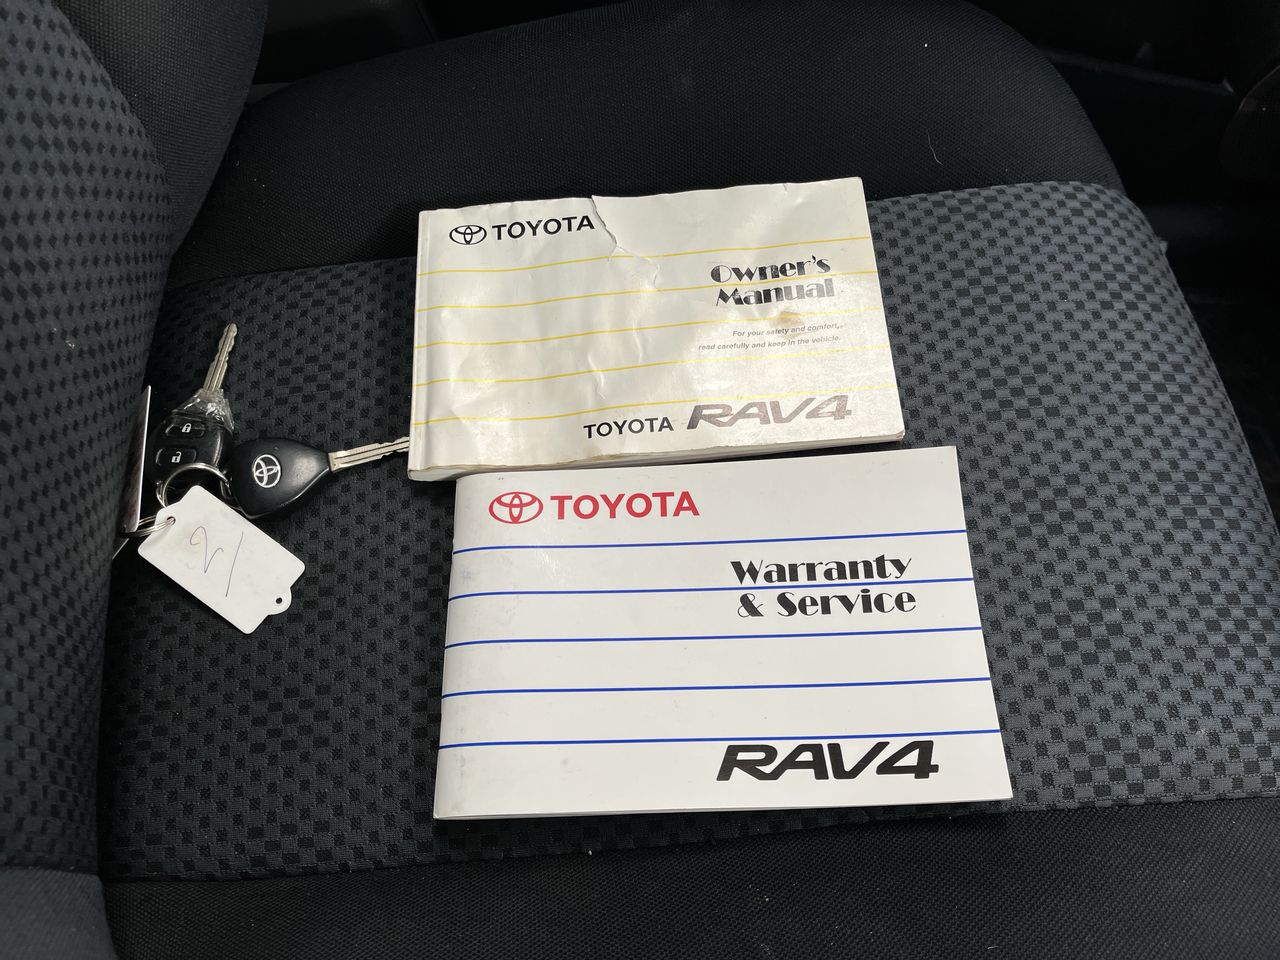 TOYOTA
Owner's
Manual
For your safety and comfort,
read carefully and keep in the vehicle.
TOYOTA RAV4
TOYOTA
Warranty
& Service
RAV4
21